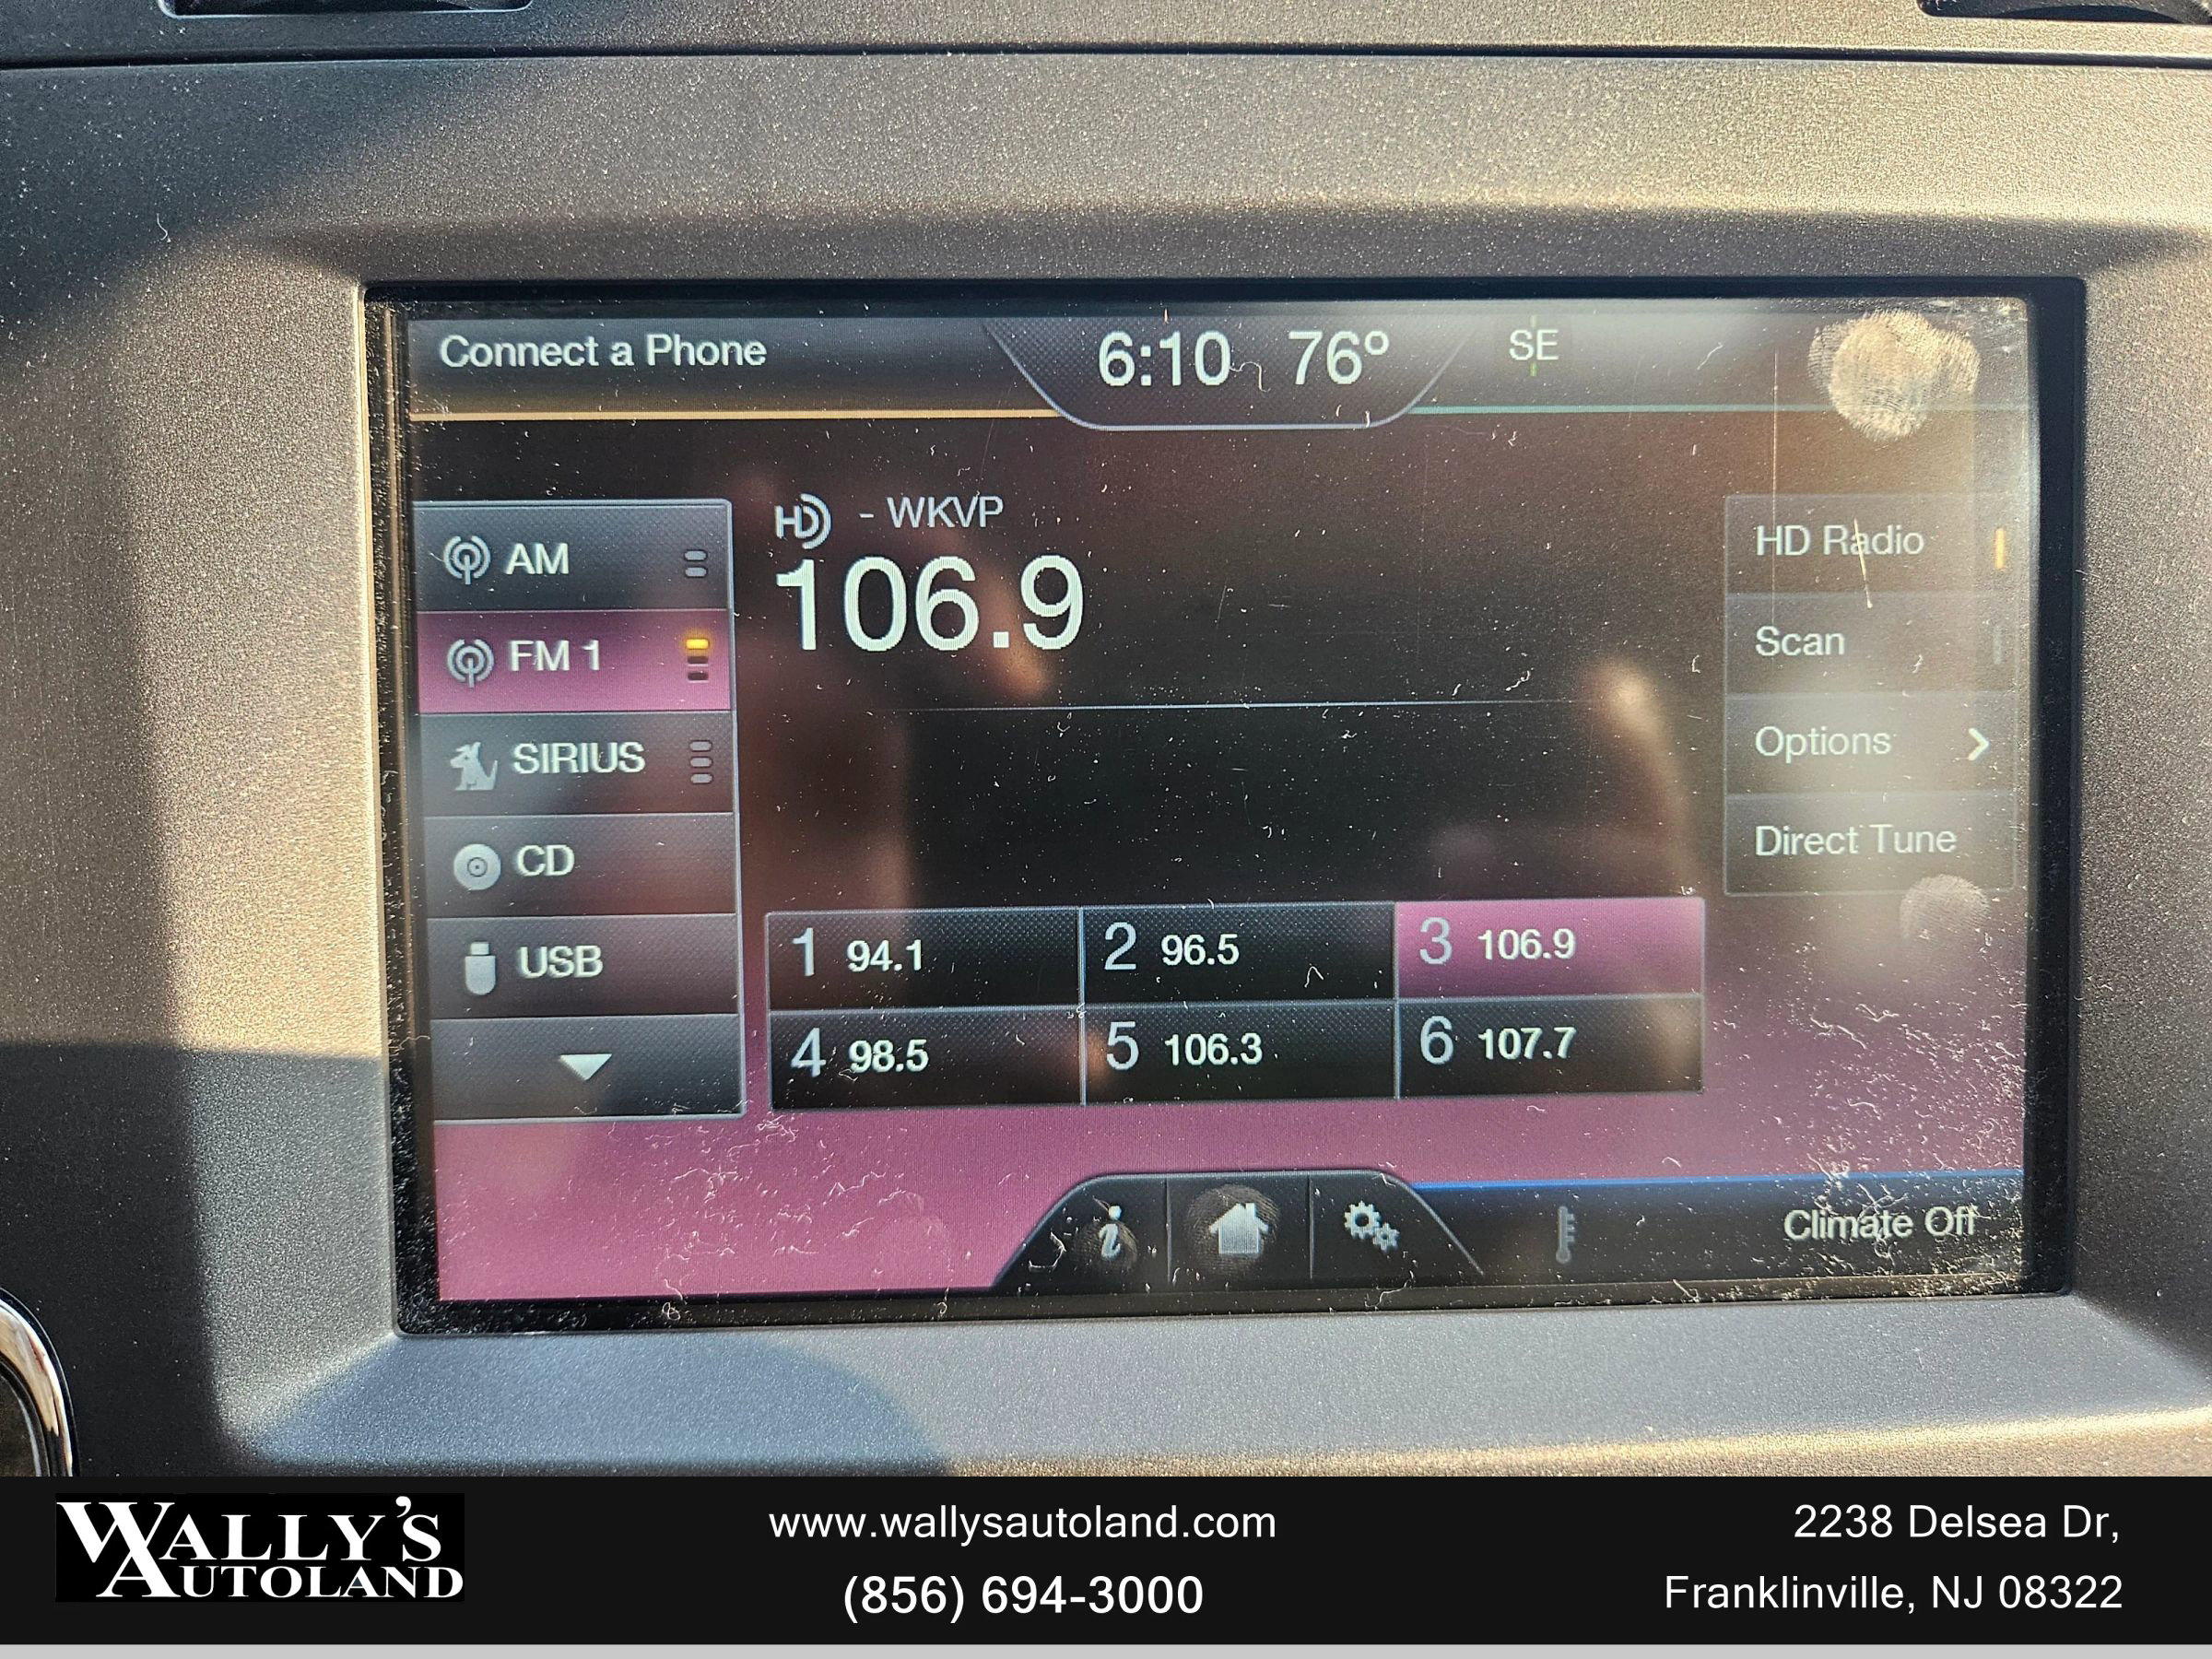 Connect a Phone
6:10 76° SE
AM
FM 1
SIRIUS
CD
USB
HD - WKVP
106.9
HD Radio
Scan
Options
Direct Tune
1 94.1 2 96.5 3 106.9
4 98.5 5 106.3 6 107.7
i
Climate Off
WALLY'S
AUTOLAND
www.wallysautoland.com
(856) 694-3000
2238 Delsea Dr,
Franklinville, NJ 08322